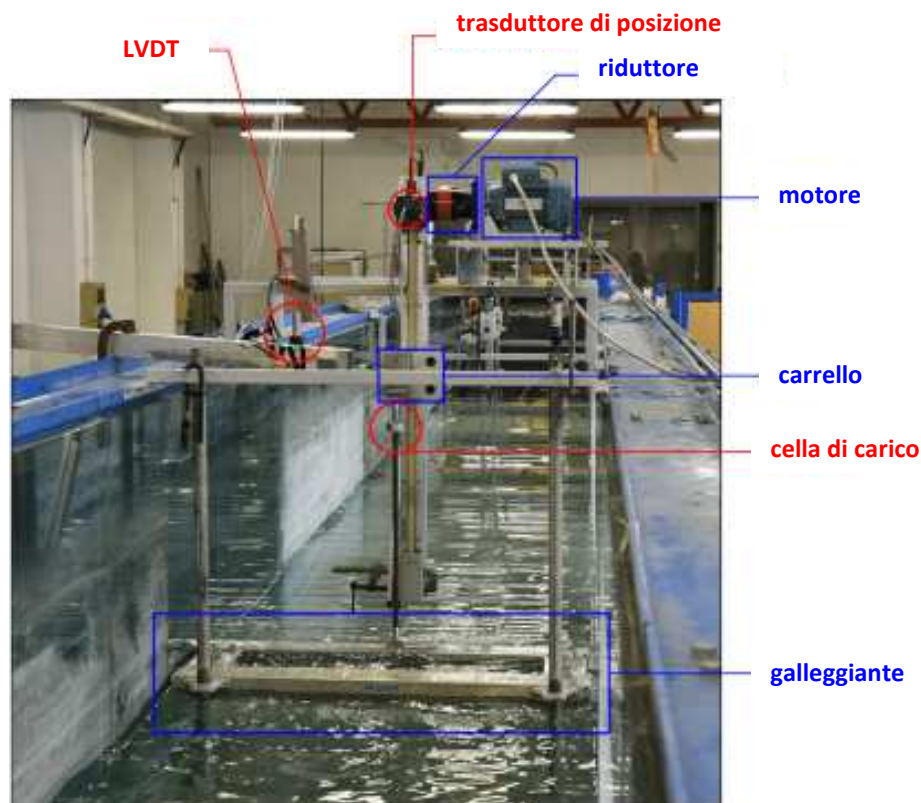 trasduttore di posizione
LVDT
riduttore
motore
carrello
cella di carico
galleggiante